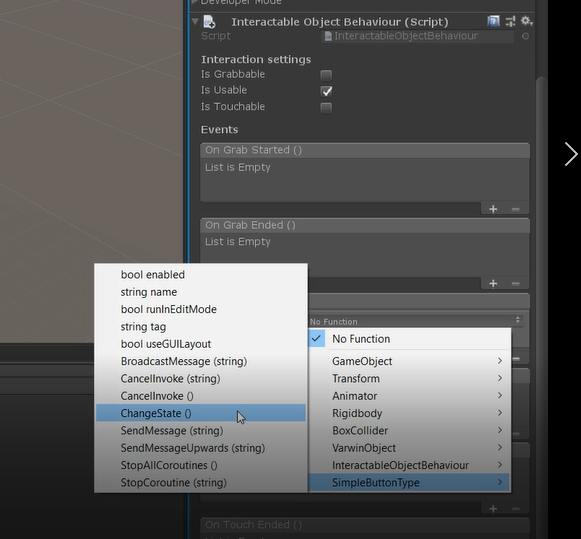 Developer Mode
Interactable Object Behaviour (Script)
Script InteractableObjectBehaviour
Interaction settings
Is Grabbable
Is Usable
Is Touchable
Events
On Grab Started ()
List is Empty
On Grab Ended ()
List is Empty
No Function
No Function
GameObject
Transform
Animator
Rigidbody
BoxCollider
VarwinObject
InteractableObjectBehaviour
SimpleButtonType
bool enabled
string name
bool runInEditMode
string tag
bool useGUILayout
BroadcastMessage (string)
CancelInvoke (string)
CancelInvoke ()
ChangeState ()
SendMessage (string)
SendMessageUpwards (string)
StopAllCoroutines ()
StopCoroutine (string)
On Touch Ended ()